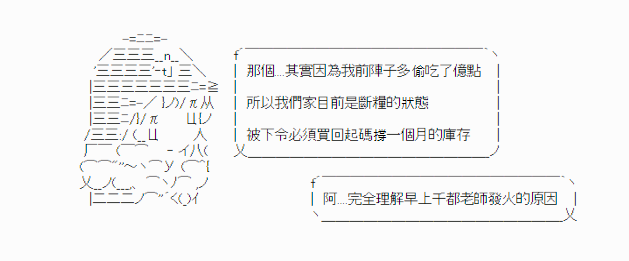 那個....其實因為我前陣子多偷吃了億點
所以我們家目前是斷糧的狀態
被下令必須買回起碼撐一個月的庫存
阿....完全理解早上千都老師發火的原因